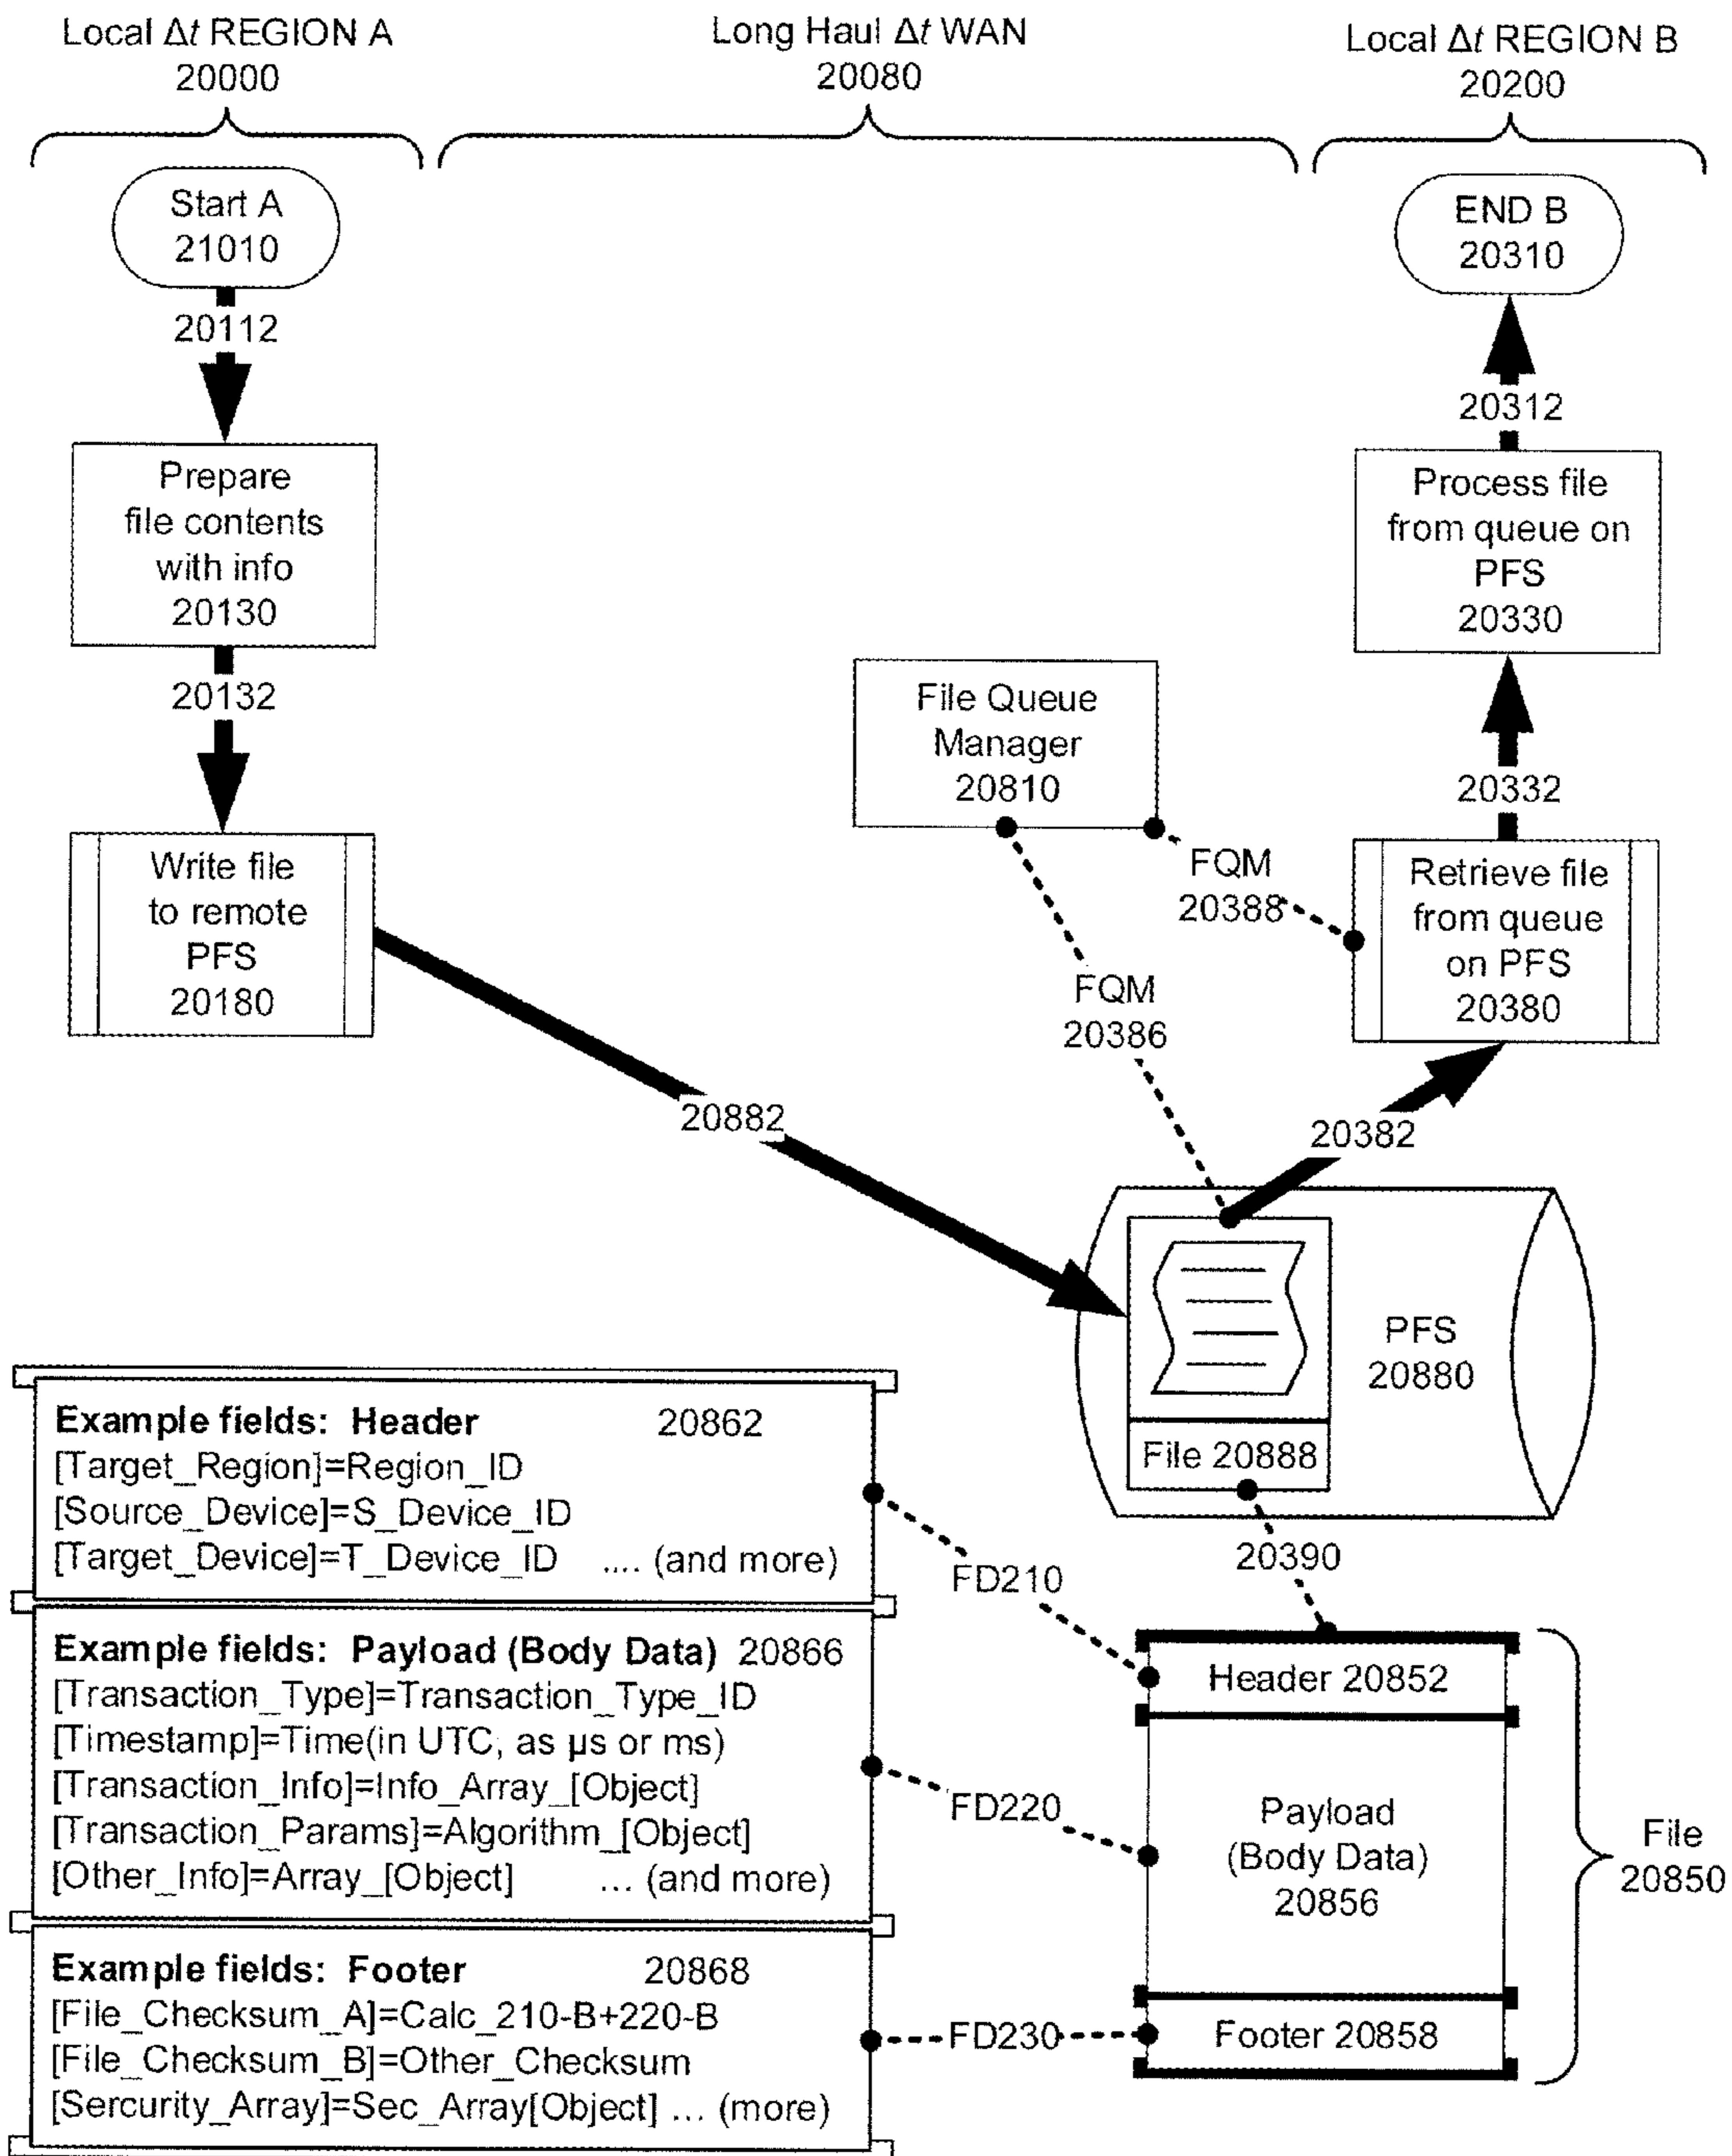 Local Δt REGION A
20000
Long Haul Δt WAN
20080
Local Δt REGION B
20200
Start A
21010
20112
Prepare
file contents
with info
20130
20132
Write file
to remote
PFS
20180
20882
END B
20310
20312
Process file
from queue on
PFS
20330
20332
File Queue
Manager
20810
FQM
20388
FQM
20386
Retrieve file
from queue
on PFS
20380
20382
PFS
20880
File 20888
20390
Example fields: Header 20862
[Target_Region]=Region_ID
[Source_Device]=S_Device_ID
[Target_Device]=T_Device_ID .... (and more)
FD210
Example fields: Payload (Body Data) 20866
[Transaction_Type]=Transaction_Type_ID
[Timestamp]=Time(in UTC, as µs or ms)
[Transaction_Info]=Info_Array_[Object]
[Transaction_Params]=Algorithm_[Object]
[Other_Info]=Array_[Object] ... (and more)
FD220
Example fields: Footer 20868
[File_Checksum_A]=Calc_210-B+220-B
[File_Checksum_B]=Other_Checksum
[Sercurity_Array]=Sec_Array[Object] ... (more)
FD230
Header 20852
Payload
(Body Data)
20856
Footer 20858
File
20850